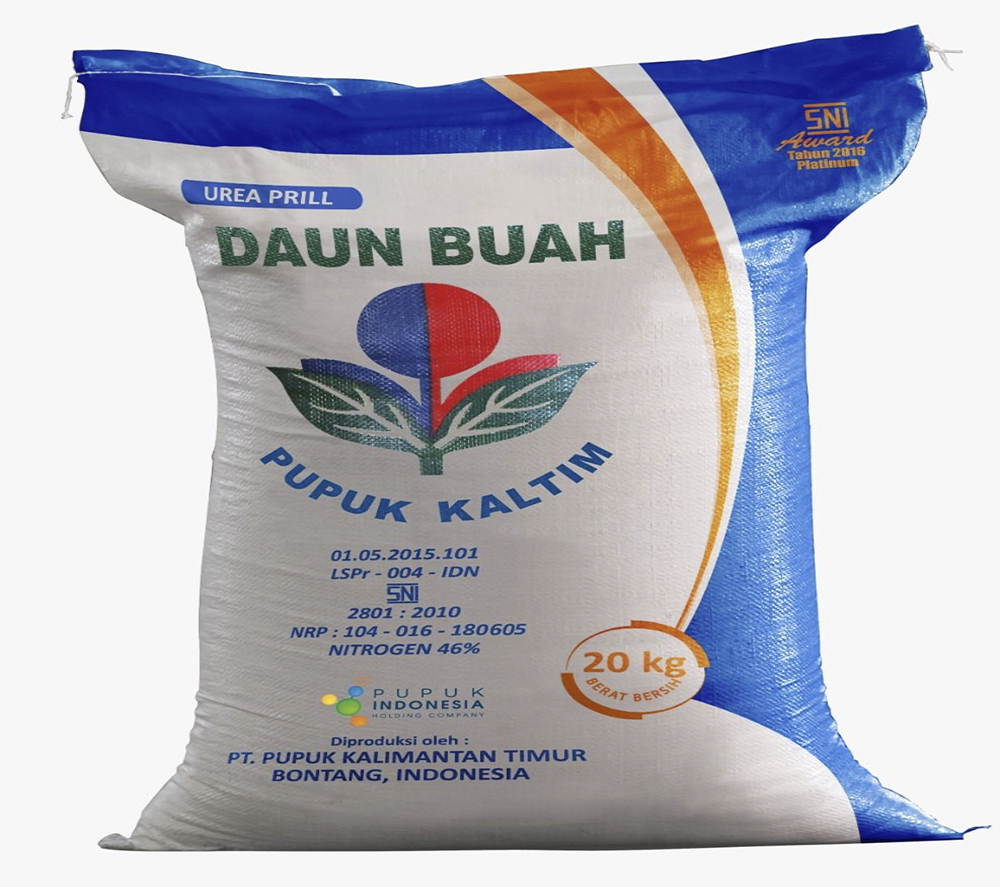 SNI
Award
Tahun 2016
Platinum
UREA PRILL
DAUN BUAH
PUPUK KALTIM
01.05.2015.101
LSPr - 004 - IDN
SNI
2801 : 2010
NRP : 104 - 016 - 180605
NITROGEN 46%
20 kg
BERAT BERSIH
PUPUK
INDONESIA
HOLDING COMPANY
Diproduksi oleh :
PT. PUPUK KALIMANTAN TIMUR
BONTANG, INDONESIA